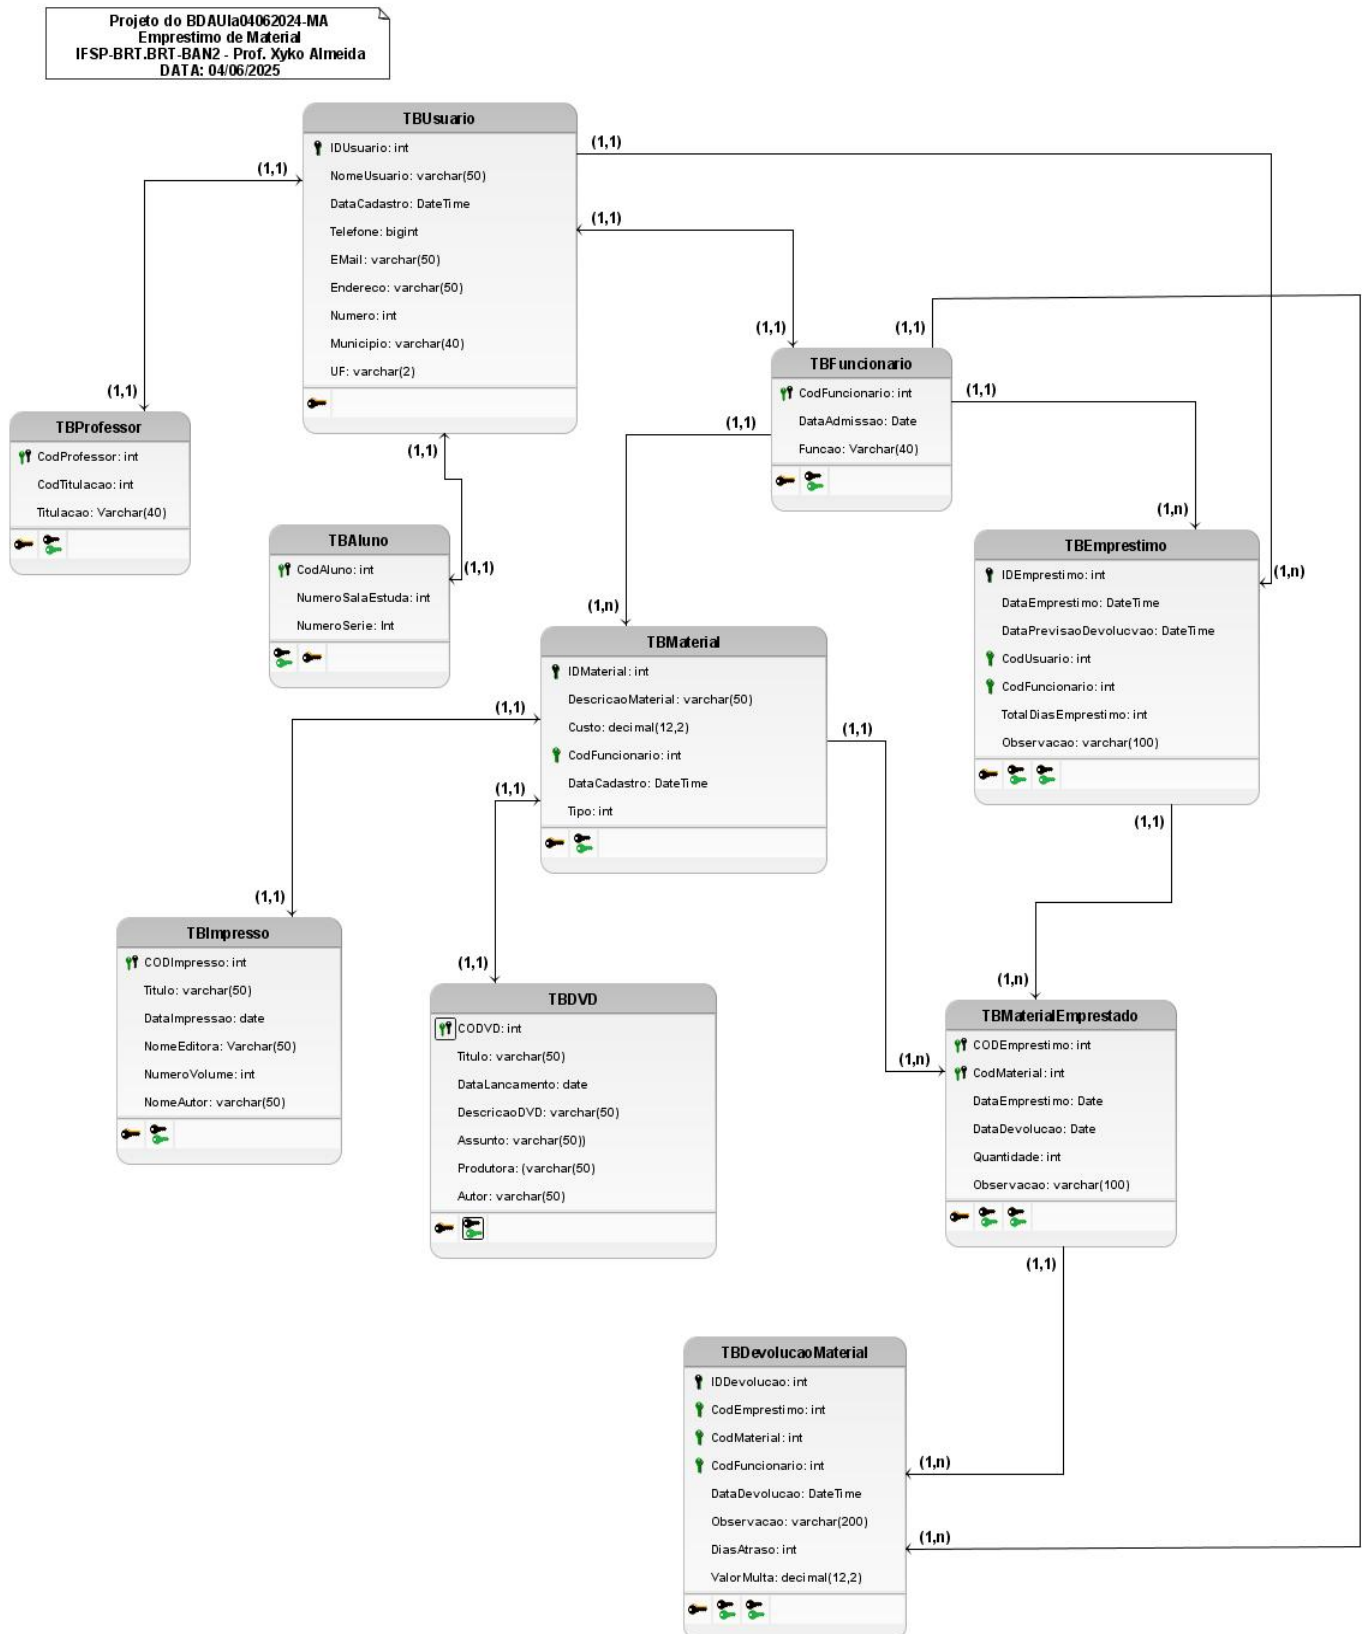 Projeto do BDAUla04062024-MA
Emprestimo de Material
IFSP-BRT.BRT-BAN2 - Prof. Xyko Almeida
DATA: 04/06/2025
TBUsuario
IDUsuario: int
NomeUsuario: varchar(50)
DataCadastro: DateTime
Telefone: bigint
EMail: varchar(50)
Endereco: varchar(50)
Numero: int
Municipio: varchar(40)
UF: varchar(2)
(1,1)
(1,1)
(1,1)
(1,1)
(1,1)
(1,1)
TBFuncionario
CodFuncionario: int
DataAdmissao: Date
Funcao: Varchar(40)
(1,1)
(1,1)
(1,1)
TBProfessor
CodProfessor: int
CodTitulacao: int
Titulacao: Varchar(40)
(1,1)
TBAluno
CodAluno: int
NumeroSalaEstuda: int
NumeroSerie: Int
(1,1)
(1,n)
TBEmprestimo
IDEmprestimo: int
DataEmprestimo: DateTime
DataPrevisaoDevolucvao: DateTime
CodUsuario: int
CodFuncionario: int
TotalDiasEmprestimo: int
Observacao: varchar(100)
(1,n)
(1,1)
(1,n)
TBMaterial
IDMaterial: int
DescricaoMaterial: varchar(50)
Custo: decimal(12,2)
CodFuncionario: int
DataCadastro: DateTime
Tipo: int
(1,1)
(1,1)
(1,1)
(1,1)
TBImpresso
CODImpresso: int
Titulo: varchar(50)
DataImpressao: date
NomeEditora: Varchar(50)
NumeroVolume: int
NomeAutor: varchar(50)
(1,1)
TBDVD
CODVD: int
Titulo: varchar(50)
DataLancamento: date
DescricaoDVD: varchar(50)
Assunto: varchar(50))
Produtora: (varchar(50)
Autor: varchar(50)
(1,n)
(1,n)
TBMaterialEmprestado
CODEmprestimo: int
CodMaterial: int
DataEmprestimo: Date
DataDevolucao: Date
Quantidade: int
Observacao: varchar(100)
(1,1)
TBDevolucaoMaterial
IDDevolucao: int
CodEmprestimo: int
CodMaterial: int
CodFuncionario: int
DataDevolucao: DateTime
Observacao: varchar(200)
DiasAtraso: int
ValorMulta: decimal(12,2)
(1,n)
(1,n)